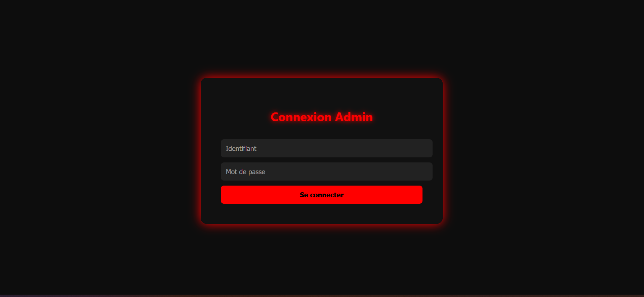 Connexion Admin
Identifiant
Mot de passe
Se connecter